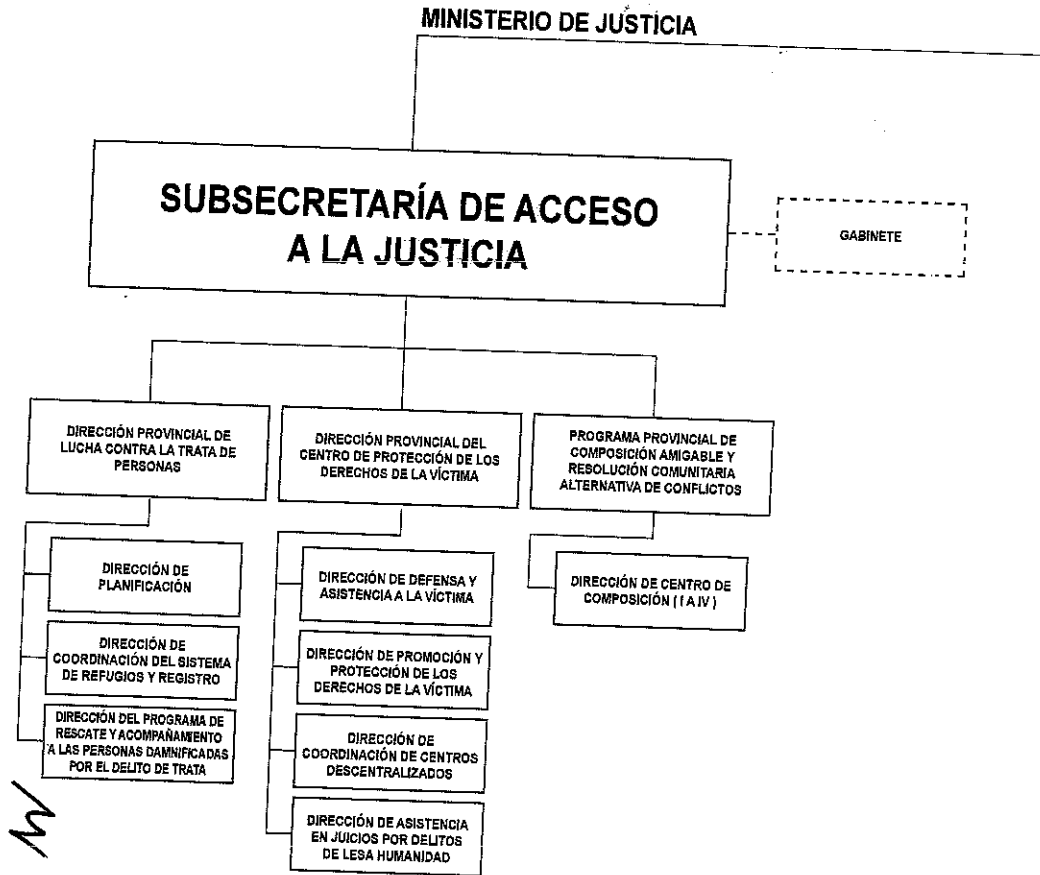 MINISTERIO DE JUSTICIA
SUBSECRETARÍA DE ACCESO
A LA JUSTICIA
GABINETE
DIRECCIÓN PROVINCIAL DE
LUCHA CONTRA LA TRATA DE
PERSONAS
DIRECCIÓN PROVINCIAL DEL
CENTRO DE PROTECCIÓN DE LOS
DERECHOS DE LA VÍCTIMA
PROGRAMA PROVINCIAL DE
COMPOSICIÓN AMIGABLE Y
RESOLUCIÓN COMUNITARIA
ALTERNATIVA DE CONFLICTOS
DIRECCIÓN DE
PLANIFICACIÓN
DIRECCIÓN DE
COORDINACIÓN DEL SISTEMA
DE REFUGIOS Y REGISTRO
DIRECCIÓN DEL PROGRAMA DE
RESCATE Y ACOMPAÑAMIENTO
A LAS PERSONAS DAMNIFICADAS
POR EL DELITO DE TRATA
DIRECCIÓN DE DEFENSA Y
ASISTENCIA A LA VÍCTIMA
DIRECCIÓN DE PROMOCIÓN Y
PROTECCIÓN DE LOS
DERECHOS DE LA VÍCTIMA
DIRECCIÓN DE
COORDINACIÓN DE CENTROS
DESCENTRALIZADOS
DIRECCIÓN DE ASISTENCIA
EN JUICIOS POR DELITOS
DE LESA HUMANIDAD
DIRECCIÓN DE CENTRO DE
COMPOSICIÓN ( I A IV )